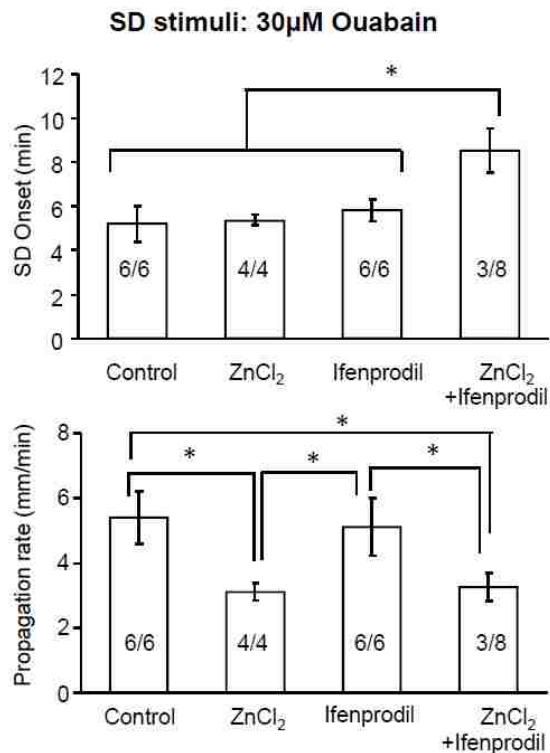 SD stimuli: 30µM Ouabain
*
12
10
8
6
4
2
0
SD Onset (min)
6/6 4/4 6/6 3/8
Control ZnCl₂ Ifenprodil ZnCl₂
+Ifenprodil
8
6
4
2
0
Propagation rate (mm/min)
*
* * *
6/6 4/4 6/6 3/8
Control ZnCl₂ Ifenprodil ZnCl₂
+Ifenprodil